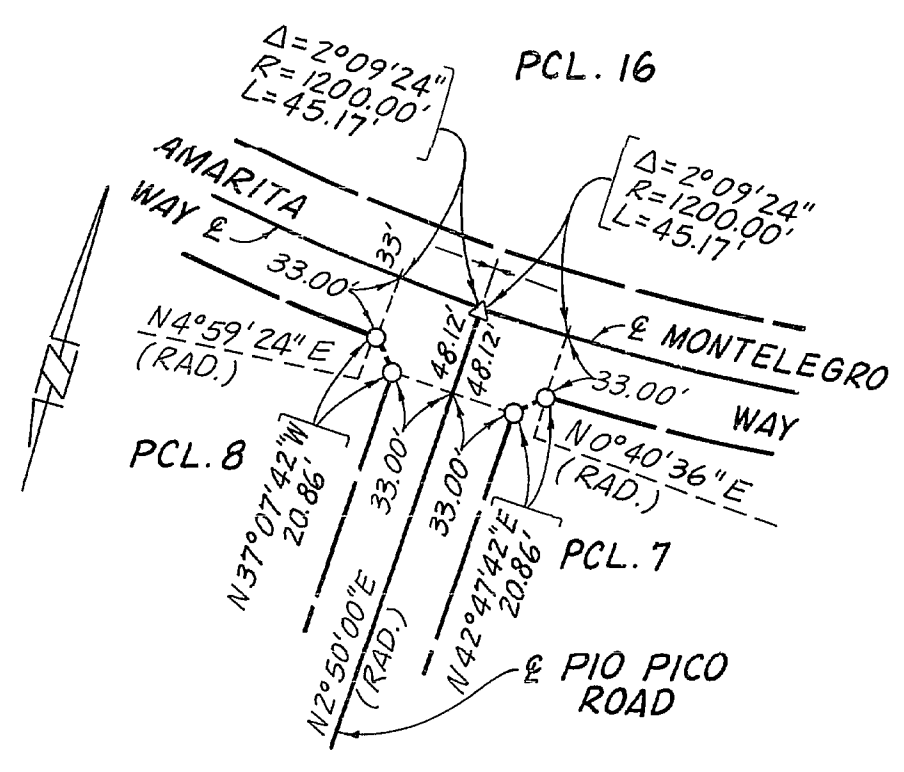 Δ=2°09'24"
R=1200.00'
L=45.17'
PCL. 16
Δ=2°09'24"
R=1200.00'
L=45.17'
AMARITA
WAY ℄
33'
33.00'
N4°59'24"E
(RAD.)
48.12'
48.12'
℄ MONTELEGRO
WAY
33.00'
N0°40'36"E
(RAD.)
PCL. 8
N37°07'42"W
20.86'
33.00'
33.00'
N42°47'42"E
20.86'
PCL. 7
N2°50'00"E
(RAD.)
℄ PIO PICO
ROAD